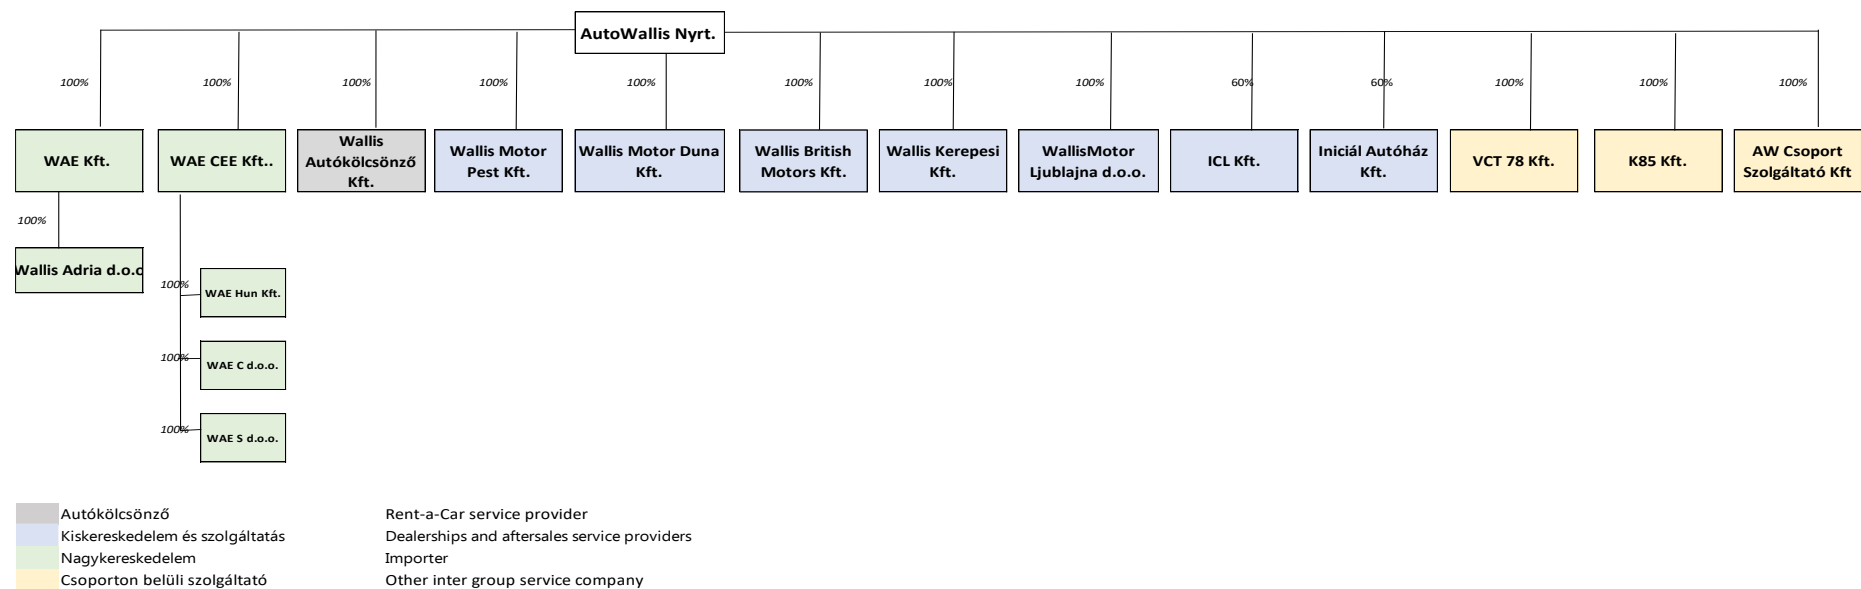 AutoWallis Nyrt.
100%
100%
100%
100%
100%
100%
100%
100%
60%
60%
100%
100%
100%
WAE Kft.
WAE CEE Kft..
Wallis
Autókölcsönző
Kft.
Wallis Motor
Pest Kft.
Wallis Motor Duna
Kft.
Wallis British
Motors Kft.
Wallis Kerepesi
Kft.
WallisMotor
Ljublajna d.o.o.
ICL Kft.
Iniciál Autóház
Kft.
VCT 78 Kft.
K85 Kft.
AW Csoport
Szolgáltató Kft
100%
Wallis Adria d.o.o
100%
WAE Hun Kft.
100%
WAE C d.o.o.
100%
WAE S d.o.o.
Autókölcsönző Rent-a-Car service provider
Kiskereskedelem és szolgáltatás Dealerships and aftersales service providers
Nagykereskedelem Importer
Csoporton belüli szolgáltató Other inter group service company